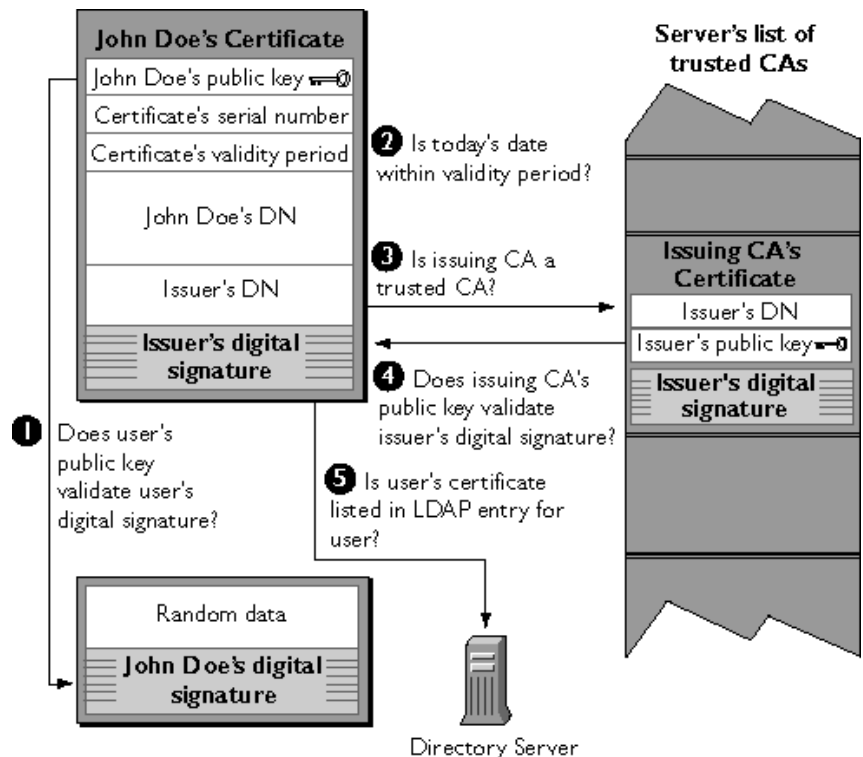 John Doe's Certificate
John Doe's public key
Certificate's serial number
Certificate's validity period
John Doe's DN
Issuer's DN
Issuer's digital
signature
Server's list of
trusted CAs
2 Is today's date
within validity period?
3 Is issuing CA a
trusted CA?
Issuing CA's
Certificate
Issuer's DN
Issuer's public key
Issuer's digital
signature
4 Does issuing CA's
public key validate
issuer's digital signature?
1 Does user's
public key
validate user's
digital signature?
5 Is user's certificate
listed in LDAP entry for
user?
Random data
John Doe's digital
signature
Directory Server